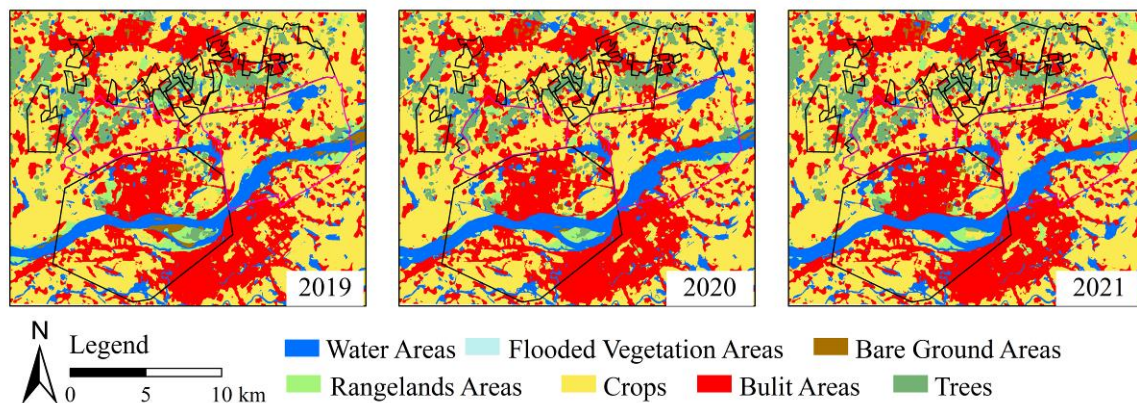 2019
2020
2021
N
Legend
0 5 10 km
Water Areas
Flooded Vegetation Areas
Bare Ground Areas
Rangelands Areas
Crops
Bulit Areas
Trees